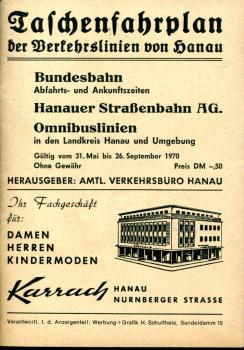 Taschenfahrplan
der Verkehrslinien von Hanau
Bundesbahn
Abfahrts- und Ankunftszeiten
Hanauer Straßenbahn AG.
Omnibuslinien
in den Landkreis Hanau und Umgebung
Gültig vom 31. Mai bis 26. September 1970
Ohne Gewähr Preis DM –,50
HERAUSGEBER: AMTL. VERKEHRSBÜRO HANAU
Ihr Fachgeschäft
für:
DAMEN
HERREN
KINDERMODEN
Karrach HANAU
NÜRNBERGER STRASSE
Verantwortl. f. d. Anzeigenteil: Werbung + Grafik H. Schultheis, Sandeldamm 15